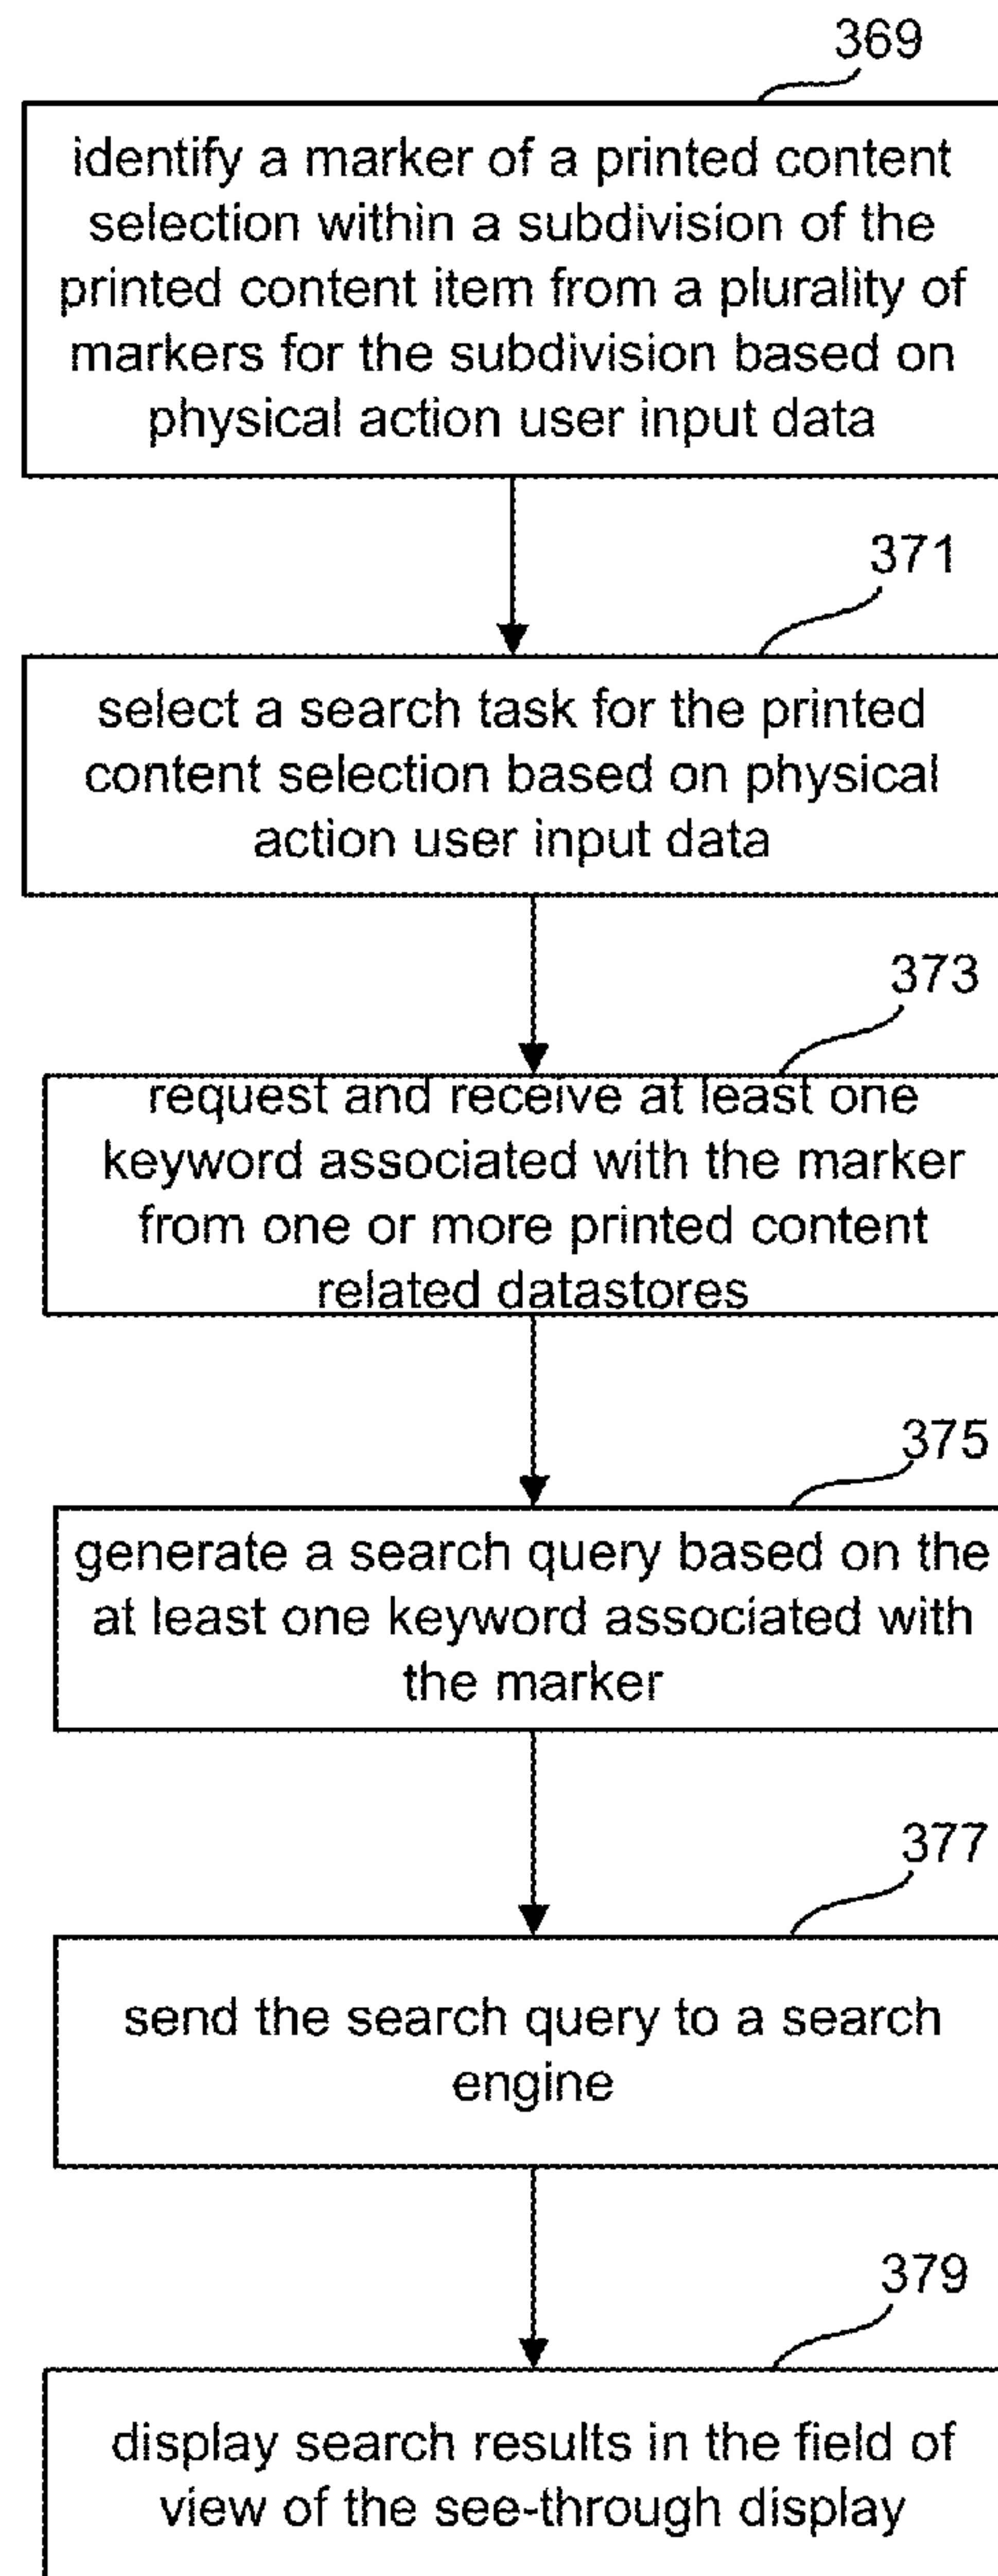 369
identify a marker of a printed content
selection within a subdivision of the
printed content item from a plurality of
markers for the subdivision based on
physical action user input data
371
select a search task for the printed
content selection based on physical
action user input data
373
request and receive at least one
keyword associated with the marker
from one or more printed content
related datastores
375
generate a search query based on the
at least one keyword associated with
the marker
377
send the search query to a search
engine
379
display search results in the field of
view of the see-through display